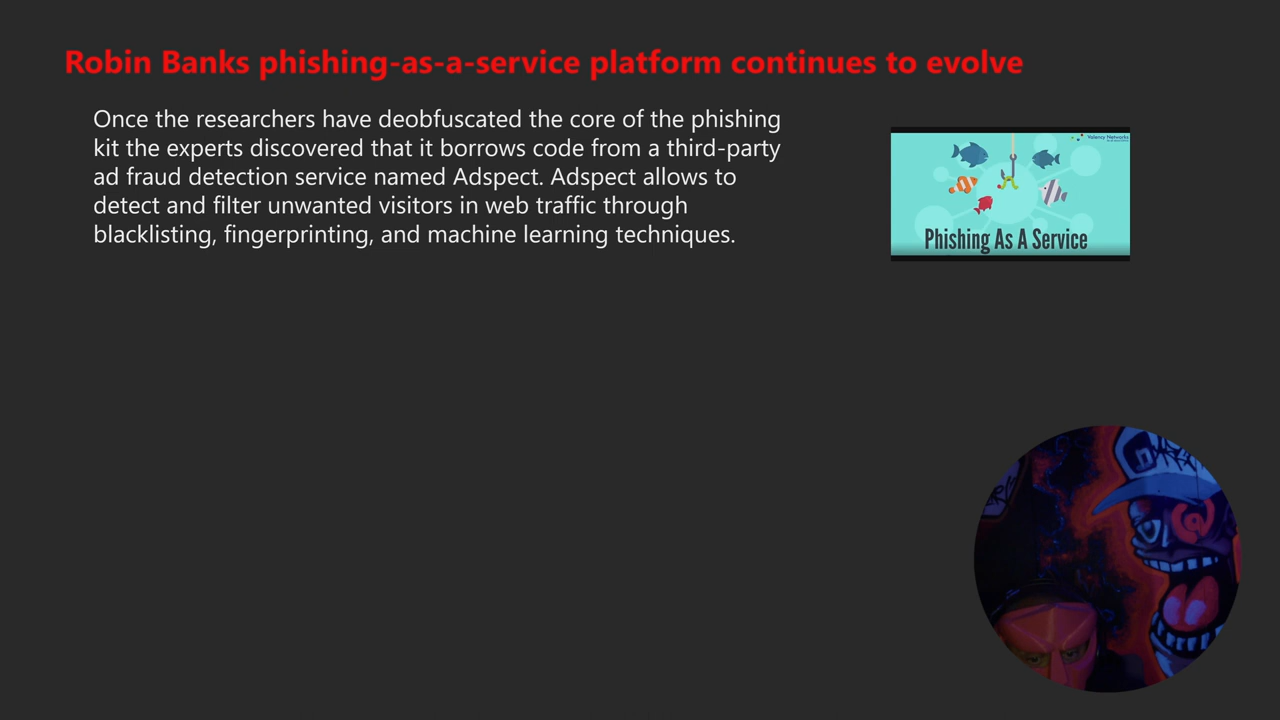 Robin Banks phishing-as-a-service platform continues to evolve
Once the researchers have deobfuscated the core of the phishing
kit the experts discovered that it borrows code from a third-party
ad fraud detection service named Adspect. Adspect allows to
detect and filter unwanted visitors in web traffic through
blacklisting, fingerprinting, and machine learning techniques.
Valency Networks
Phishing As A Service